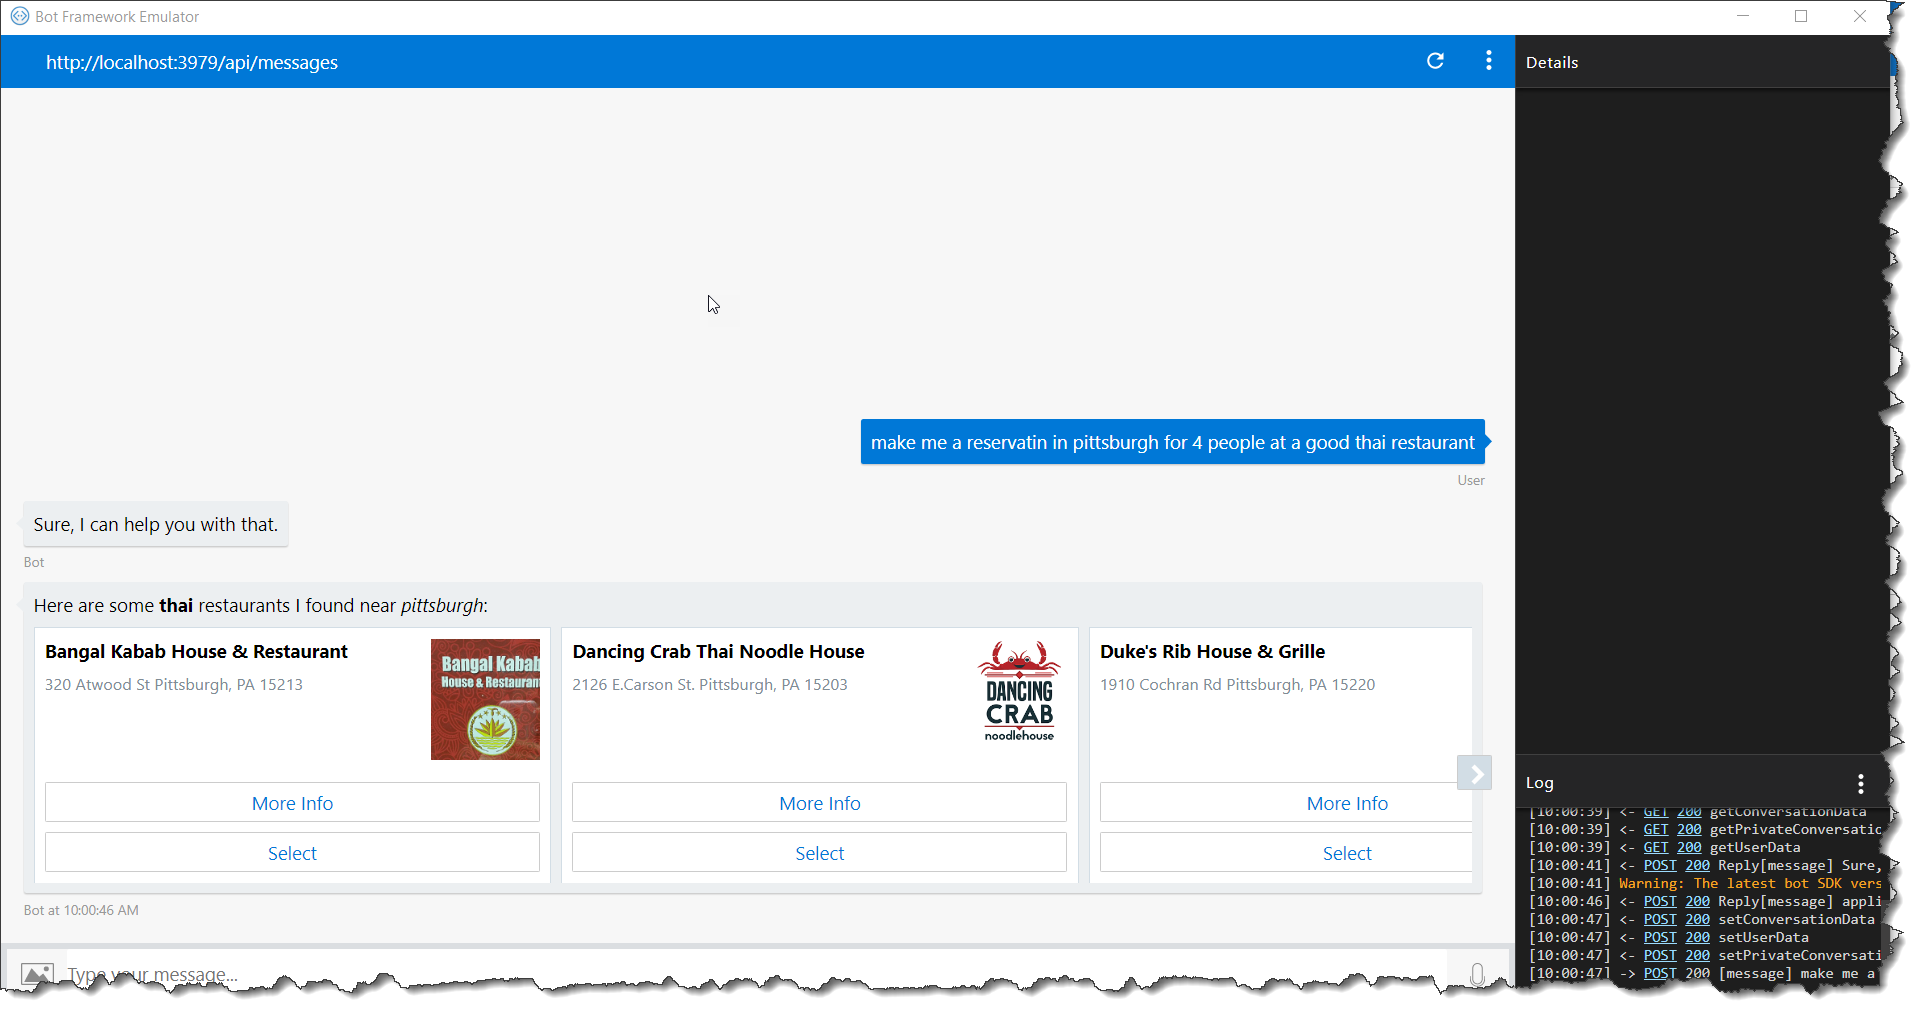 Bot Framework Emulator
http://localhost:3979/api/messages
Details
make me a reservatin in pittsburgh for 4 people at a good thai restaurant
User
Sure, I can help you with that.
Bot
Here are some thai restaurants I found near pittsburgh:
Bangal Kabab House & Restaurant
320 Atwood St Pittsburgh, PA 15213
Bangal Kabab
House & Restaurant
More Info
Select
Dancing Crab Thai Noodle House
2126 E.Carson St. Pittsburgh, PA 15203
DANCING
CRAB
noodlehouse
More Info
Select
Duke's Rib House & Grille
1910 Cochran Rd Pittsburgh, PA 15220
More Info
Select
Bot at 10:00:46 AM
Type your message...
Log
[10:00:39] <- GET 200 getConversationData
[10:00:39] <- GET 200 getPrivateConversatio
[10:00:39] <- GET 200 getUserData
[10:00:41] <- POST 200 Reply[message] Sure,
[10:00:41] Warning: The latest bot SDK vers
[10:00:46] <- POST 200 Reply[message] appli
[10:00:47] <- POST 200 setConversationData
[10:00:47] <- POST 200 setUserData
[10:00:47] <- POST 200 setPrivateConversati
[10:00:47] -> POST 200 [message] make me a